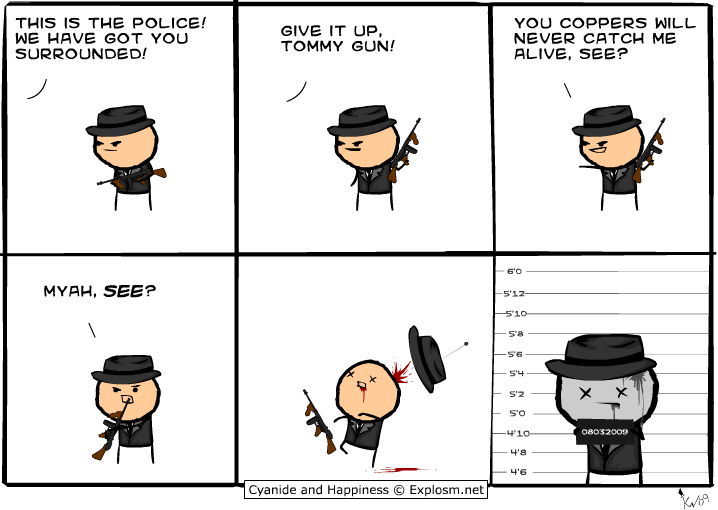 THIS IS THE POLICE!
WE HAVE GOT YOU
SURROUNDED!
GIVE IT UP,
TOMMY GUN!
YOU COPPERS WILL
NEVER CATCH ME
ALIVE, SEE?
MYAH, SEE?
6'0
5'12
5'10
5'8
5'6
5'4
5'2
5'0
4'10
4'8
4'6
08032009
Cyanide and Happiness © Explosm.net